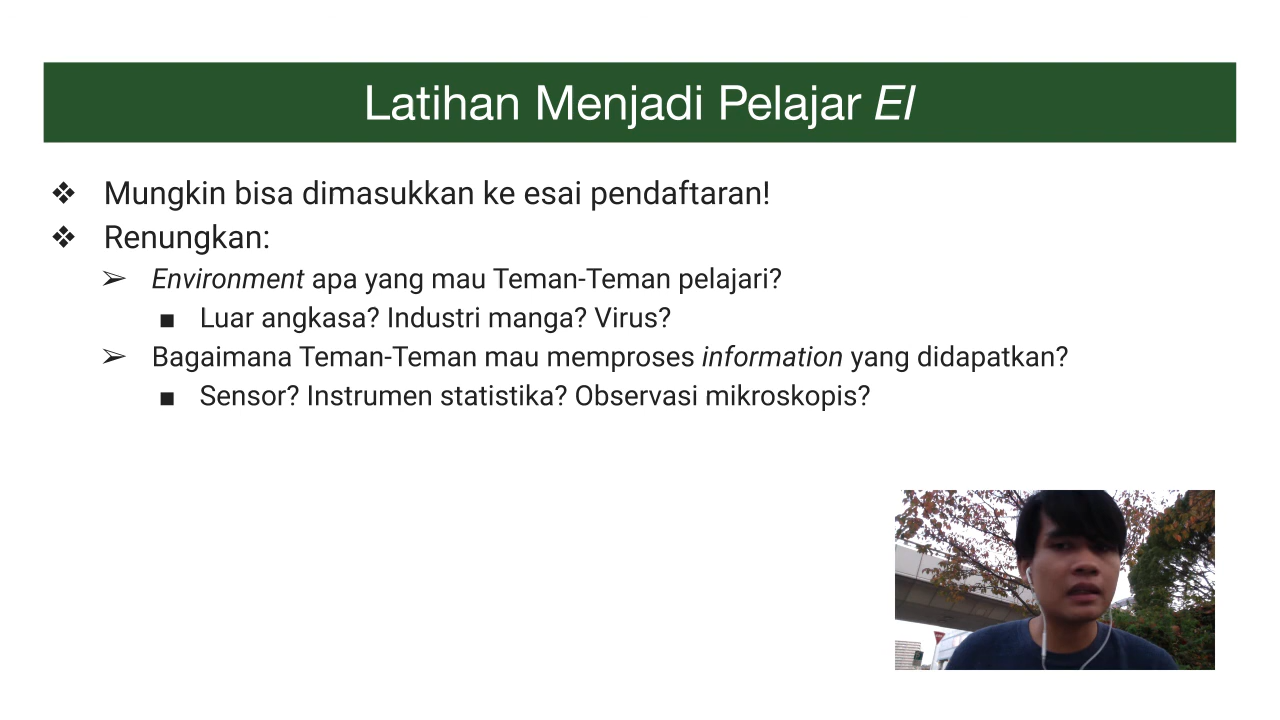 Latihan Menjadi Pelajar EI
❖ Mungkin bisa dimasukkan ke esai pendaftaran!
❖ Renungkan:
➢ Environment apa yang mau Teman-Teman pelajari?
■ Luar angkasa? Industri manga? Virus?
➢ Bagaimana Teman-Teman mau memproses information yang didapatkan?
■ Sensor? Instrumen statistika? Observasi mikroskopis?